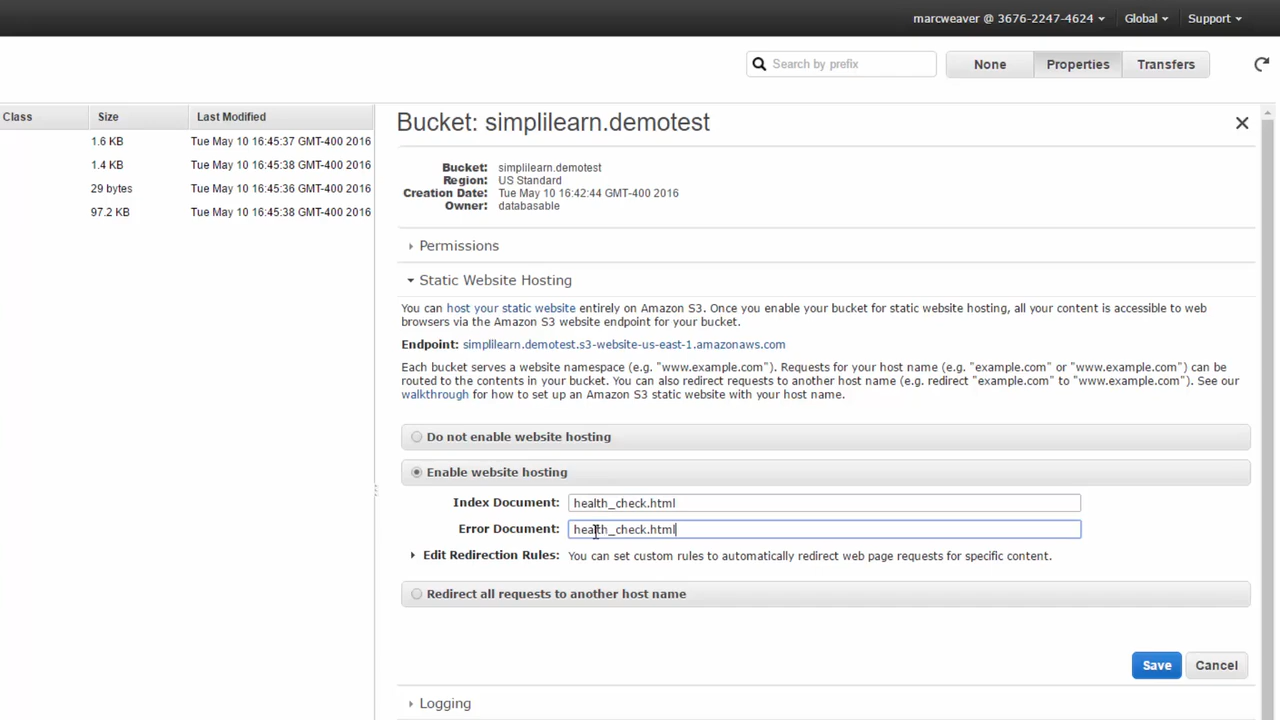 marcweaver @ 3676-2247-4624 Global Support
Search by prefix None Properties Transfers
Class Size Last Modified
1.6 KB Tue May 10 16:45:37 GMT-400 2016
1.4 KB Tue May 10 16:45:38 GMT-400 2016
29 bytes Tue May 10 16:45:36 GMT-400 2016
97.2 KB Tue May 10 16:45:38 GMT-400 2016
Bucket: simplilearn.demotest
Bucket: simplilearn.demotest
Region: US Standard
Creation Date: Tue May 10 16:42:44 GMT-400 2016
Owner: databasable
Permissions
Static Website Hosting
You can host your static website entirely on Amazon S3. Once you enable your bucket for static website hosting, all your content is accessible to web
browsers via the Amazon S3 website endpoint for your bucket.
Endpoint: simplilearn.demotest.s3-website-us-east-1.amazonaws.com
Each bucket serves a website namespace (e.g. "www.example.com"). Requests for your host name (e.g. "example.com" or "www.example.com") can be
routed to the contents in your bucket. You can also redirect requests to another host name (e.g. redirect "example.com" to "www.example.com"). See our
walkthrough for how to set up an Amazon S3 static website with your host name.
Do not enable website hosting
Enable website hosting
Index Document: health_check.html
Error Document: health_check.html
Edit Redirection Rules: You can set custom rules to automatically redirect web page requests for specific content.
Redirect all requests to another host name
Save Cancel
Logging